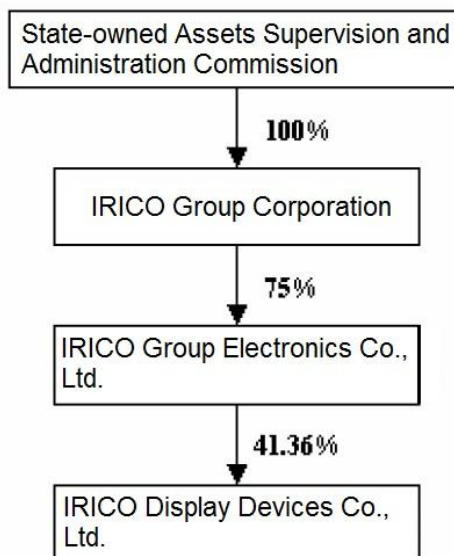 State-owned Assets Supervision and
Administration Commission
100%
IRICO Group Corporation
75%
IRICO Group Electronics Co.,
Ltd.
41.36%
IRICO Display Devices Co.,
Ltd.